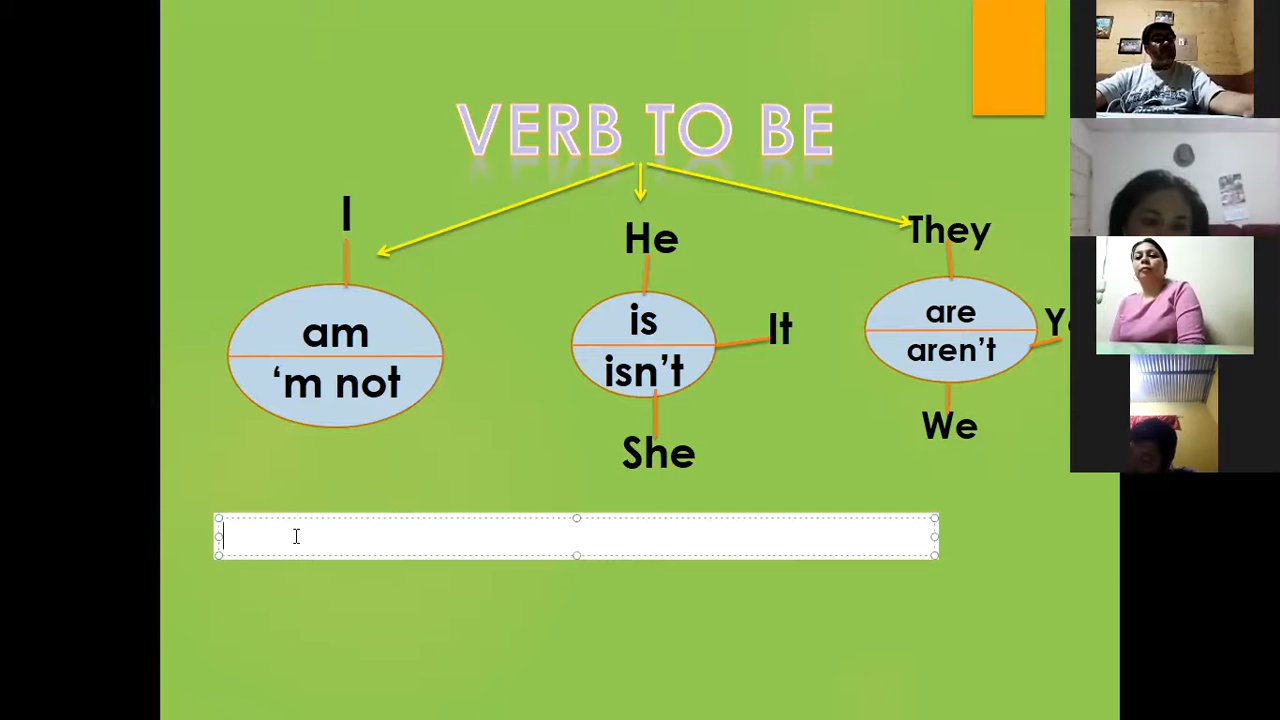 VERB TO BE
I
He
They
am
'm not
is
isn't
It
are
aren't
She
We